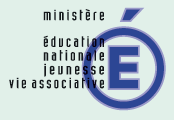 ministère
éducation
nationale
jeunesse
vie associative
É